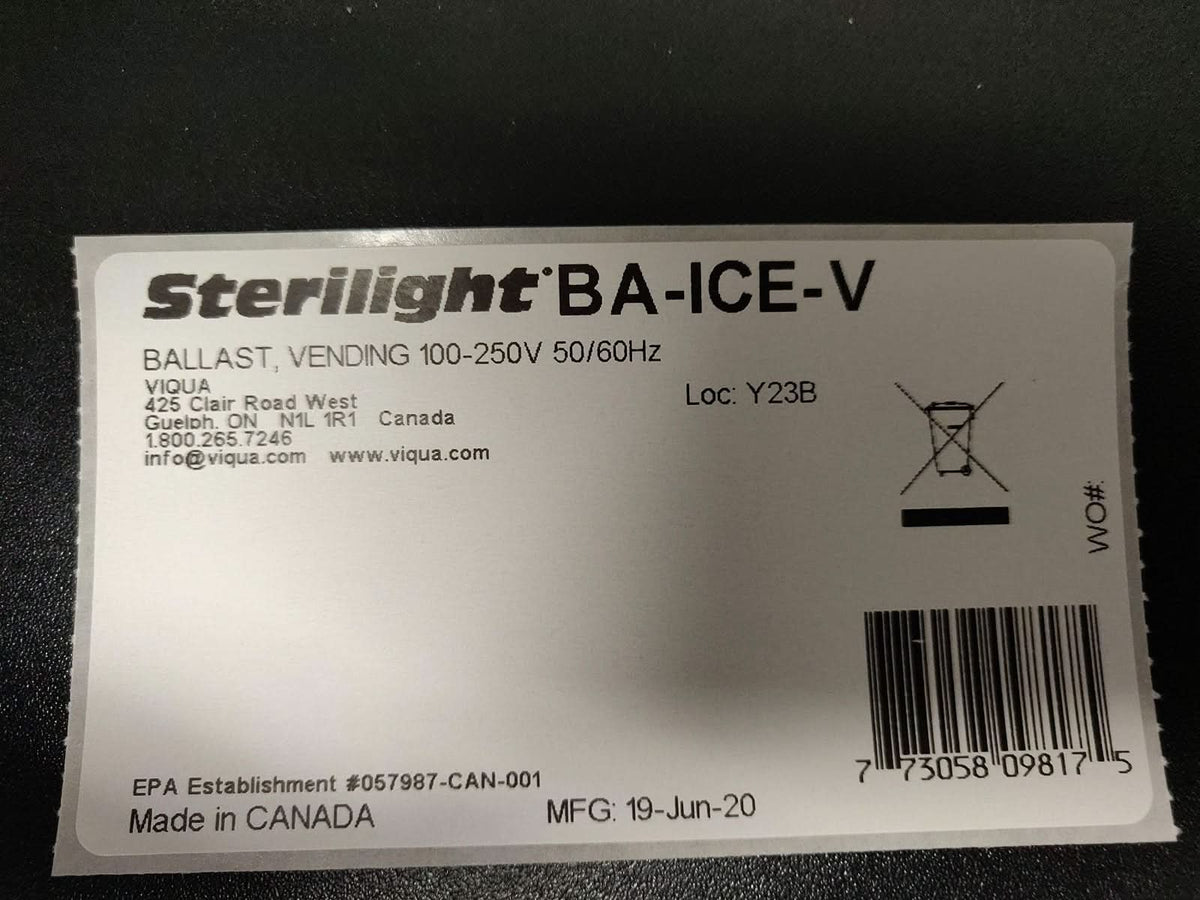 Sterilight® BA-ICE-V
BALLAST, VENDING 100-250V 50/60Hz
VIQUA
425 Clair Road West
Guelph, ON N1L 1R1 Canada
1.800.265.7246
info@viqua.com www.viqua.com
Loc: Y23B
WO#:
7 73058 09817 5
EPA Establishment #057987-CAN-001
Made in CANADA MFG: 19-Jun-20